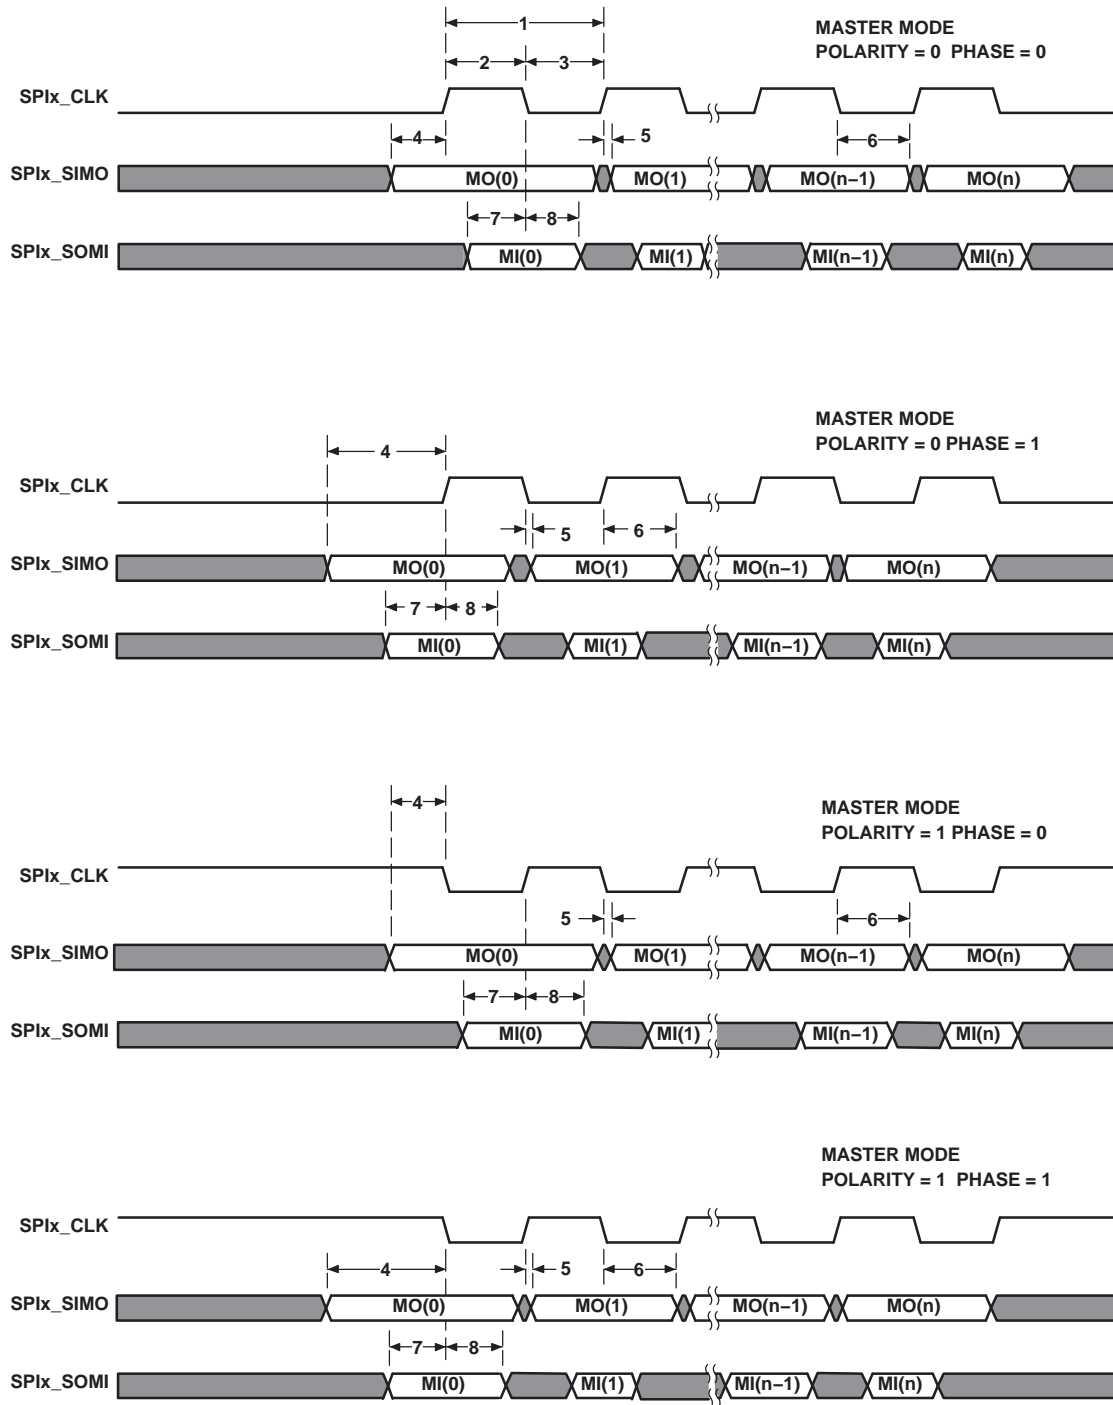 1
MASTER MODE
POLARITY = 0 PHASE = 0
2 3
SPIx_CLK
4 5 6
SPIx_SIMO MO(0) MO(1) MO(n−1) MO(n)
7 8
SPIx_SOMI MI(0) MI(1) MI(n−1) MI(n)
MASTER MODE
POLARITY = 0 PHASE = 1
4
SPIx_CLK
5 6
SPIx_SIMO MO(0) MO(1) MO(n−1) MO(n)
7 8
SPIx_SOMI MI(0) MI(1) MI(n−1) MI(n)
4
MASTER MODE
POLARITY = 1 PHASE = 0
SPIx_CLK
5 6
SPIx_SIMO MO(0) MO(1) MO(n−1) MO(n)
7 8
SPIx_SOMI MI(0) MI(1) MI(n−1) MI(n)
MASTER MODE
POLARITY = 1 PHASE = 1
SPIx_CLK
4 5 6
SPIx_SIMO MO(0) MO(1) MO(n−1) MO(n)
7 8
SPIx_SOMI MI(0) MI(1) MI(n−1) MI(n)